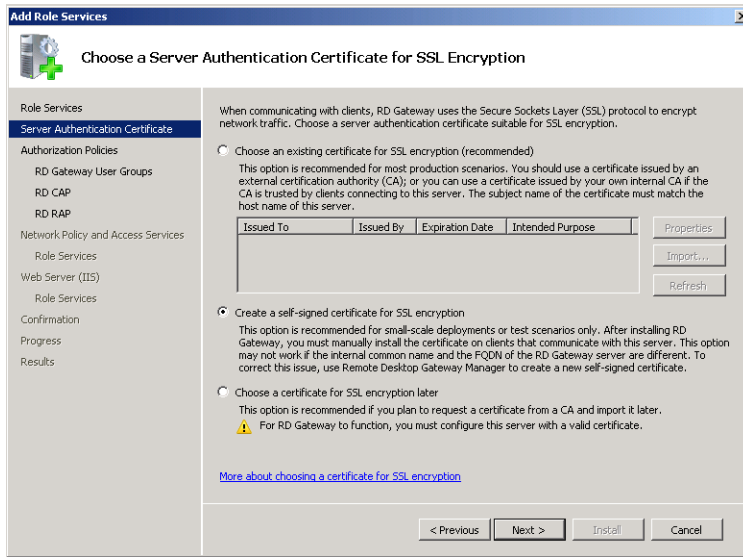 Add Role Services
Choose a Server Authentication Certificate for SSL Encryption
Role Services
Server Authentication Certificate
Authorization Policies
RD Gateway User Groups
RD CAP
RD RAP
Network Policy and Access Services
Role Services
Web Server (IIS)
Role Services
Confirmation
Progress
Results
When communicating with clients, RD Gateway uses the Secure Sockets Layer (SSL) protocol to encrypt
network traffic. Choose a server authentication certificate suitable for SSL encryption.
Choose an existing certificate for SSL encryption (recommended)
This option is recommended for most production scenarios. You should use a certificate issued by an
external certification authority (CA); or you can use a certificate issued by your own internal CA if the
CA is trusted by clients connecting to this server. The subject name of the certificate must match the
host name of this server.
Issued To Issued By Expiration Date Intended Purpose
Properties
Import...
Refresh
Create a self-signed certificate for SSL encryption
This option is recommended for small-scale deployments or test scenarios only. After installing RD
Gateway, you must manually install the certificate on clients that communicate with this server. This option
may not work if the internal common name and the FQDN of the RD Gateway server are different. To
correct this issue, use Remote Desktop Gateway Manager to create a new self-signed certificate.
Choose a certificate for SSL encryption later
This option is recommended if you plan to request a certificate from a CA and import it later.
For RD Gateway to function, you must configure this server with a valid certificate.
More about choosing a certificate for SSL encryption
< Previous Next > Install Cancel